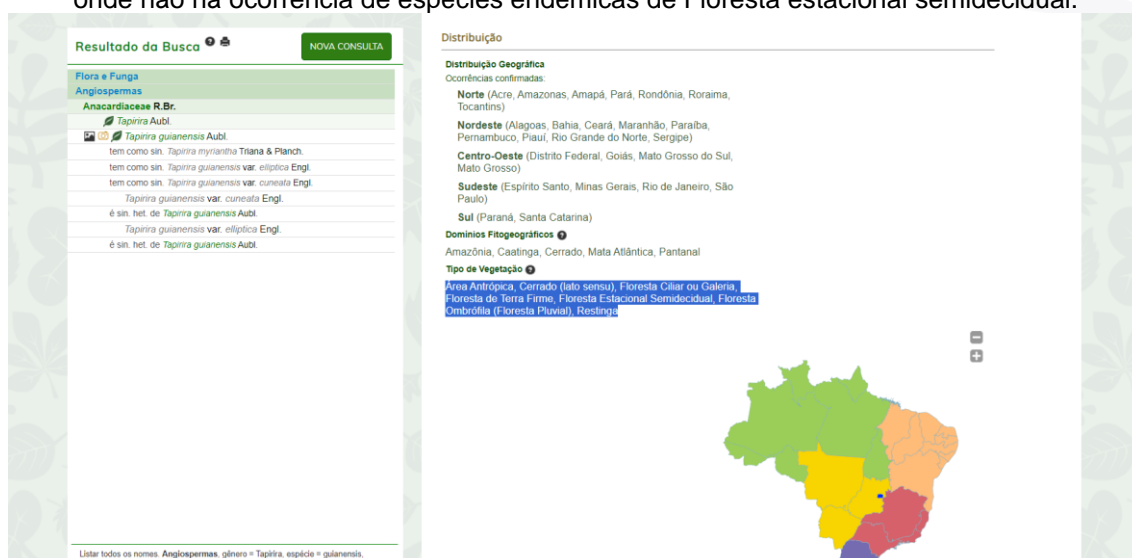 onde não há ocorrência de espécies endêmicas de Floresta estacional semidecidual.
Resultado da Busca
NOVA CONSULTA
Flora e Funga
Angiospermas
Anacardiaceae R.Br.
Tapirira Aubl.
Tapirira guianensis Aubl.
tem como sin. Tapirira myriantha Triana & Planch.
tem como sin. Tapirira guianensis var. elliptica Engl.
tem como sin. Tapirira guianensis var. cuneata Engl.
Tapirira guianensis var. cuneata Engl.
é sin. het. de Tapirira guianensis Aubl.
Tapirira guianensis var. elliptica Engl.
é sin. het. de Tapirira guianensis Aubl.
Listar todos os nomes, Angiospermas, gênero = Tapirira, espécie = guianensis,
Distribuição
Distribuição Geográfica
Ocorrências confirmadas:
Norte (Acre, Amazonas, Amapá, Pará, Rondônia, Roraima,
Tocantins)
Nordeste (Alagoas, Bahia, Ceará, Maranhão, Paraíba,
Pernambuco, Piauí, Rio Grande do Norte, Sergipe)
Centro-Oeste (Distrito Federal, Goiás, Mato Grosso do Sul,
Mato Grosso)
Sudeste (Espírito Santo, Minas Gerais, Rio de Janeiro, São
Paulo)
Sul (Paraná, Santa Catarina)
Domínios Fitogeográficos
Amazônia, Caatinga, Cerrado, Mata Atlântica, Pantanal
Tipo de Vegetação
Área Antrópica, Cerrado (lato sensu), Floresta Ciliar ou Galeria,
Floresta de Terra Firme, Floresta Estacional Semidecidual, Floresta
Ombrófila (Floresta Pluvial), Restinga